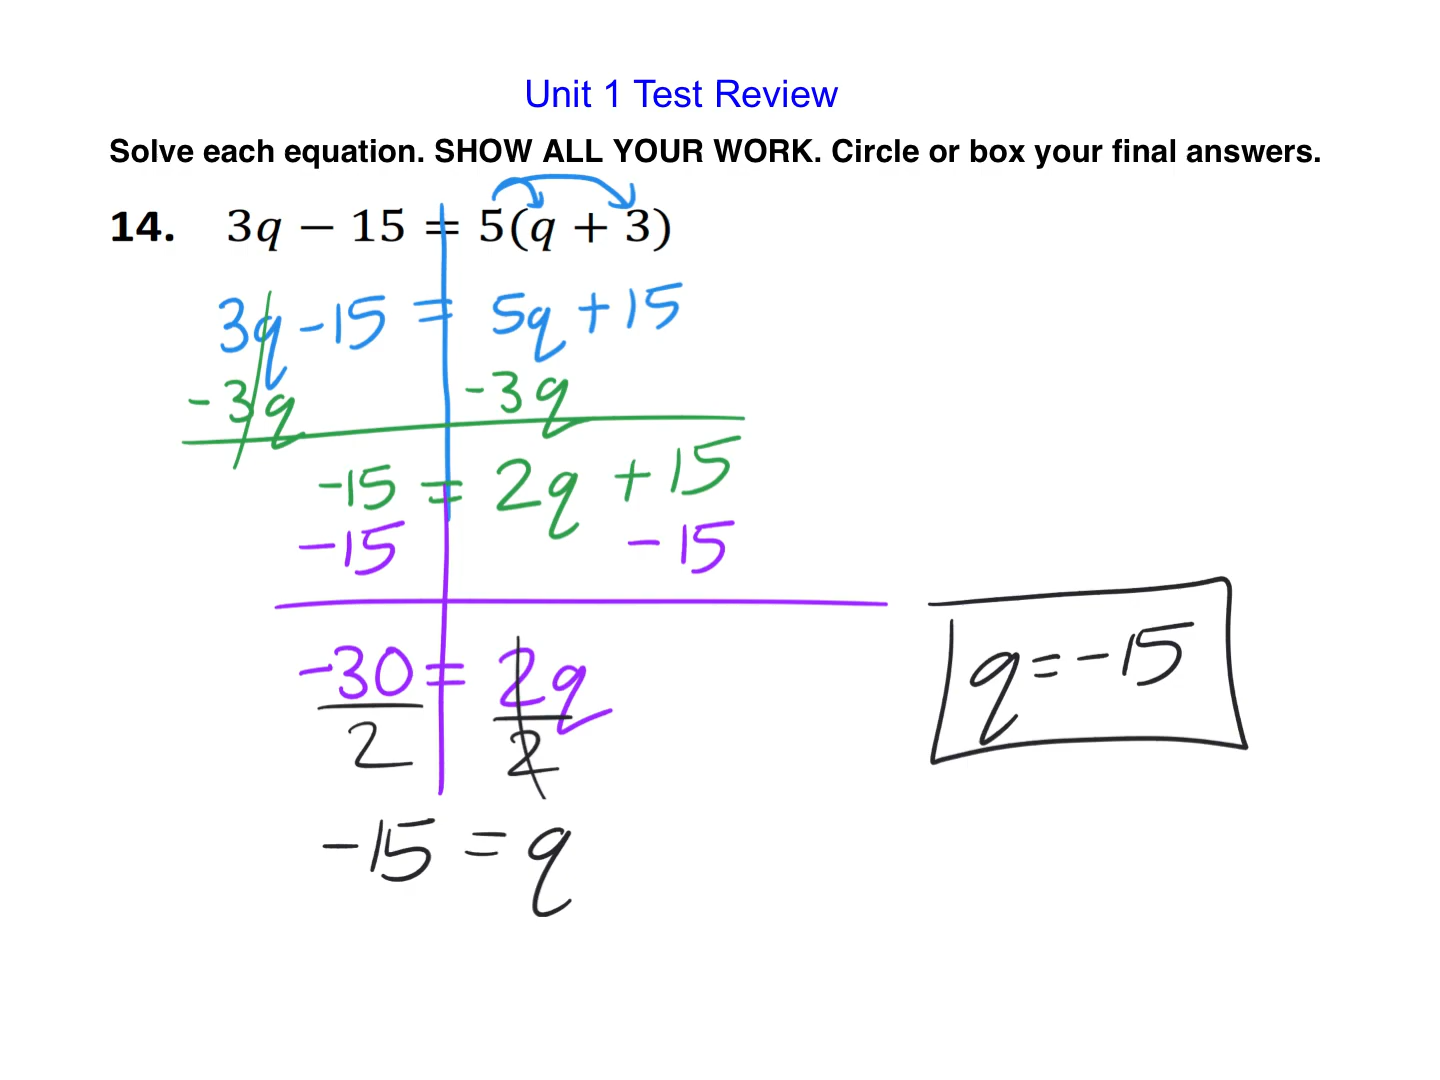 Unit 1 Test Review
Solve each equation. SHOW ALL YOUR WORK. Circle or box your final answers.
14. 3q − 15 = 5(q + 3)
3q - 15 = 5q + 15
- 3q - 3q
-15 = 2q + 15
-15 - 15
-30 = 2q
2 2
-15 = q
q = -15